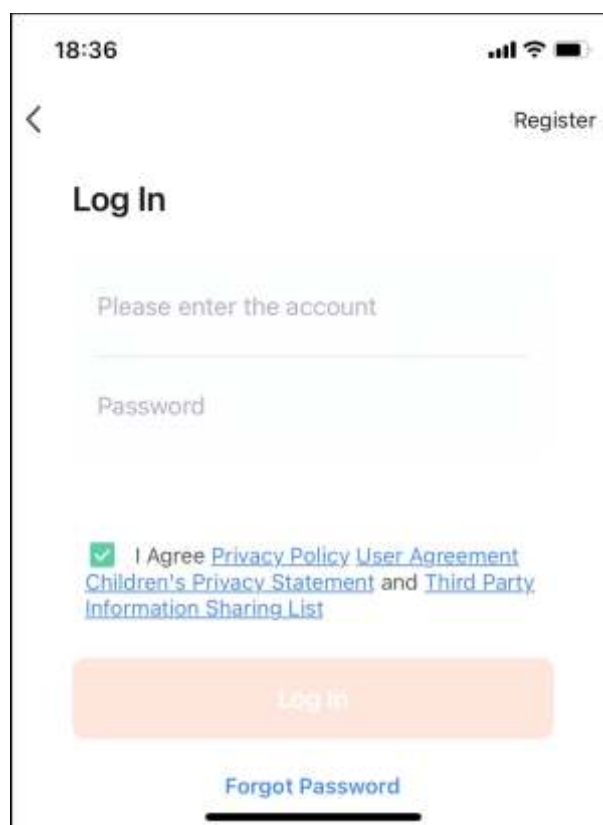 18:36
Register
Log In
Please enter the account
Password
I Agree Privacy Policy User Agreement
Children's Privacy Statement and Third Party
Information Sharing List
Log In
Forgot Password